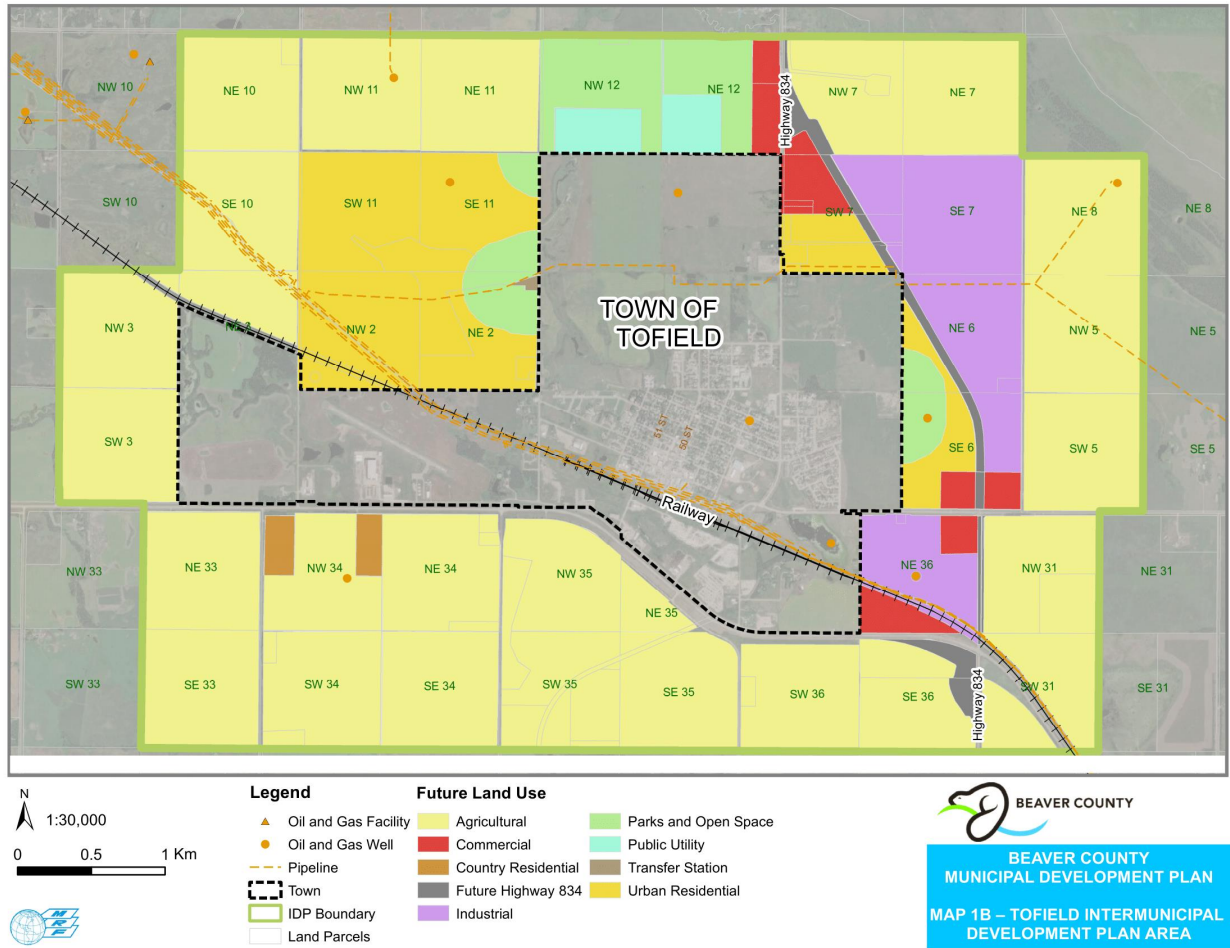 NW 10
NE 10
NW 11
NE 11
NW 12
NE 12
Highway 834
NW 7
NE 7
SW 10
SE 10
SW 11
SE 11
SW 7
SE 7
NE 8
NE 8
NW 3
NE 3
NW 2
NE 2
TOWN OF
TOFIELD
NE 6
NW 5
NE 5
SW 3
51 ST
50 ST
SE 6
SW 5
SE 5
Railway
NW 33
NE 33
NW 34
NE 34
NW 35
NE 35
NE 36
NW 31
NE 31
SW 33
SE 33
SW 34
SE 34
SW 35
SE 35
SW 36
SE 36
Highway 834
SW 31
SE 31
N
1:30,000
0 0.5 1 Km
MRF
Legend
Oil and Gas Facility
Oil and Gas Well
Pipeline
Town
IDP Boundary
Land Parcels
Future Land Use
Agricultural
Commercial
Country Residential
Future Highway 834
Industrial
Parks and Open Space
Public Utility
Transfer Station
Urban Residential
BEAVER COUNTY
BEAVER COUNTY
MUNICIPAL DEVELOPMENT PLAN
MAP 1B – TOFIELD INTERMUNICIPAL
DEVELOPMENT PLAN AREA